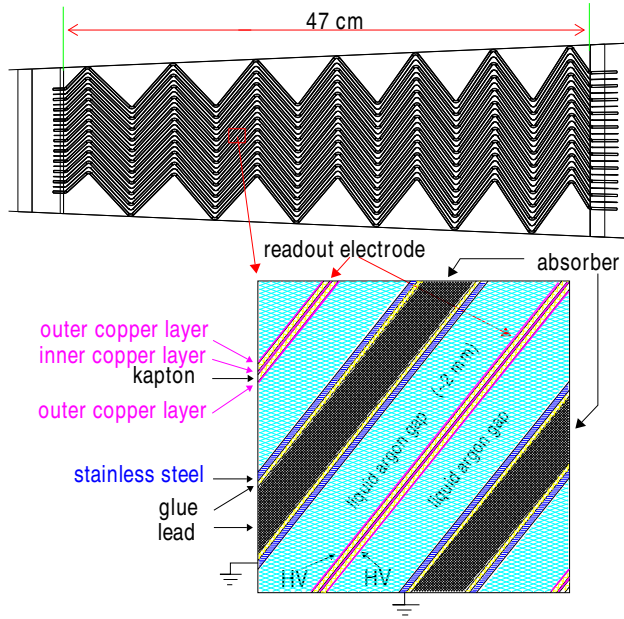 47 cm
readout electrode
absorber
outer copper layer
inner copper layer
kapton
outer copper layer
(~2 mm)
liquid argon gap
liquid argon gap
stainless steel
glue
lead
HV
HV